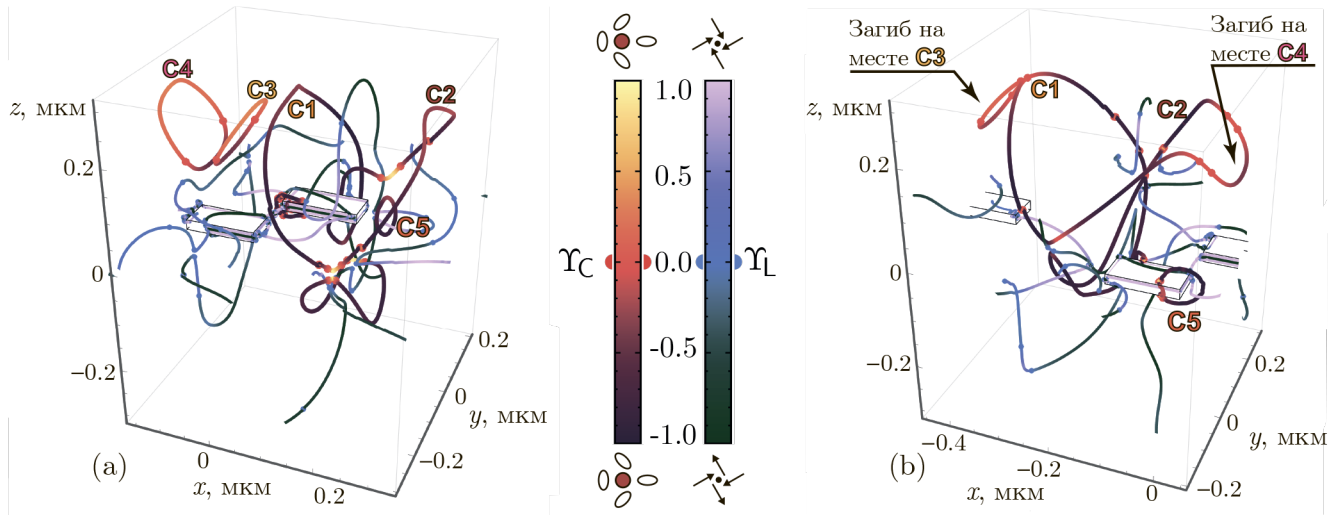 C4
C3
C1
C2
C5
z, мкм
0.2
0
−0.2
0
0.2
x, мкм
−0.2
0
0.2
y, мкм
(a)
1.0
0.5
0.0
-0.5
-1.0
ϒC
ϒL
Загиб на
месте C3
Загиб на
месте C4
C1
C2
C5
z, мкм
0.2
0
−0.2
−0.4
−0.2
0
x, мкм
−0.2
0
0.2
y, мкм
(b)